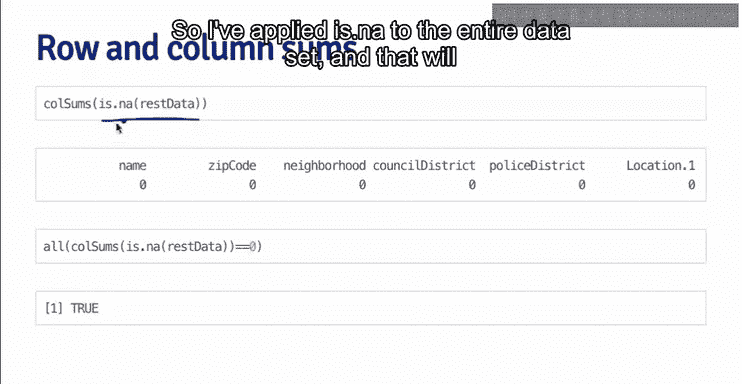 So I've applied is.na to the entire data
set, and that will
Row and column sums
colSums(is.na(restData))
name zipCode neighborhood councilDistrict policeDistrict Location.1
0 0 0 0 0 0
all(colSums(is.na(restData))==0)
[1] TRUE